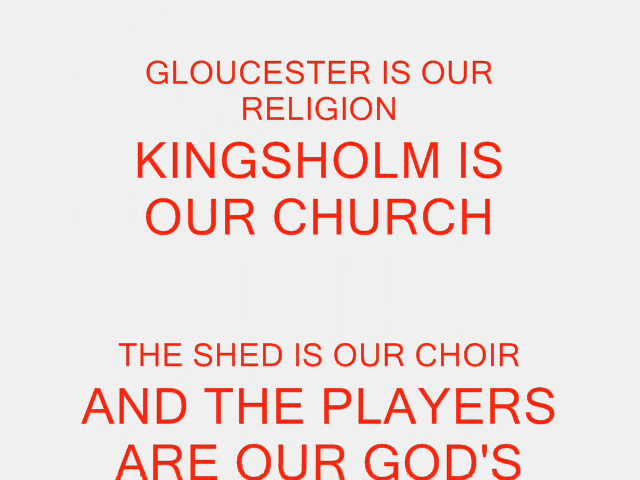 GLOUCESTER IS OUR
RELIGION
KINGSHOLM IS
OUR CHURCH
THE SHED IS OUR CHOIR
AND THE PLAYERS
ARE OUR GOD'S